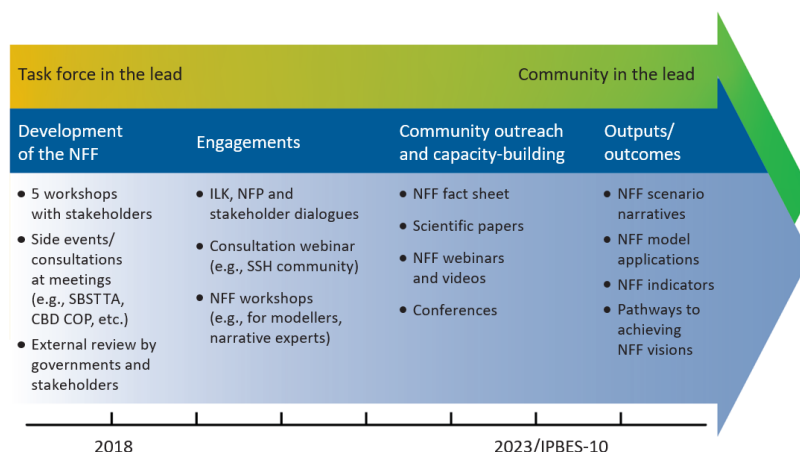 Task force in the lead
Community in the lead
Development
of the NFF
Engagements
Community outreach
and capacity-building
Outputs/
outcomes
• 5 workshops
with stakeholders
• Side events/
consultations
at meetings
(e.g., SBSTTA,
CBD COP, etc.)
• External review by
governments and
stakeholders
• ILK, NFP and
stakeholder dialogues
• Consultation webinar
(e.g., SSH community)
• NFF workshops
(e.g., for modellers,
narrative experts)
• NFF fact sheet
• Scientific papers
• NFF webinars
and videos
• Conferences
• NFF scenario
narratives
• NFF model
applications
• NFF indicators
• Pathways to
achieving
NFF visions
2018
2023/IPBES-10